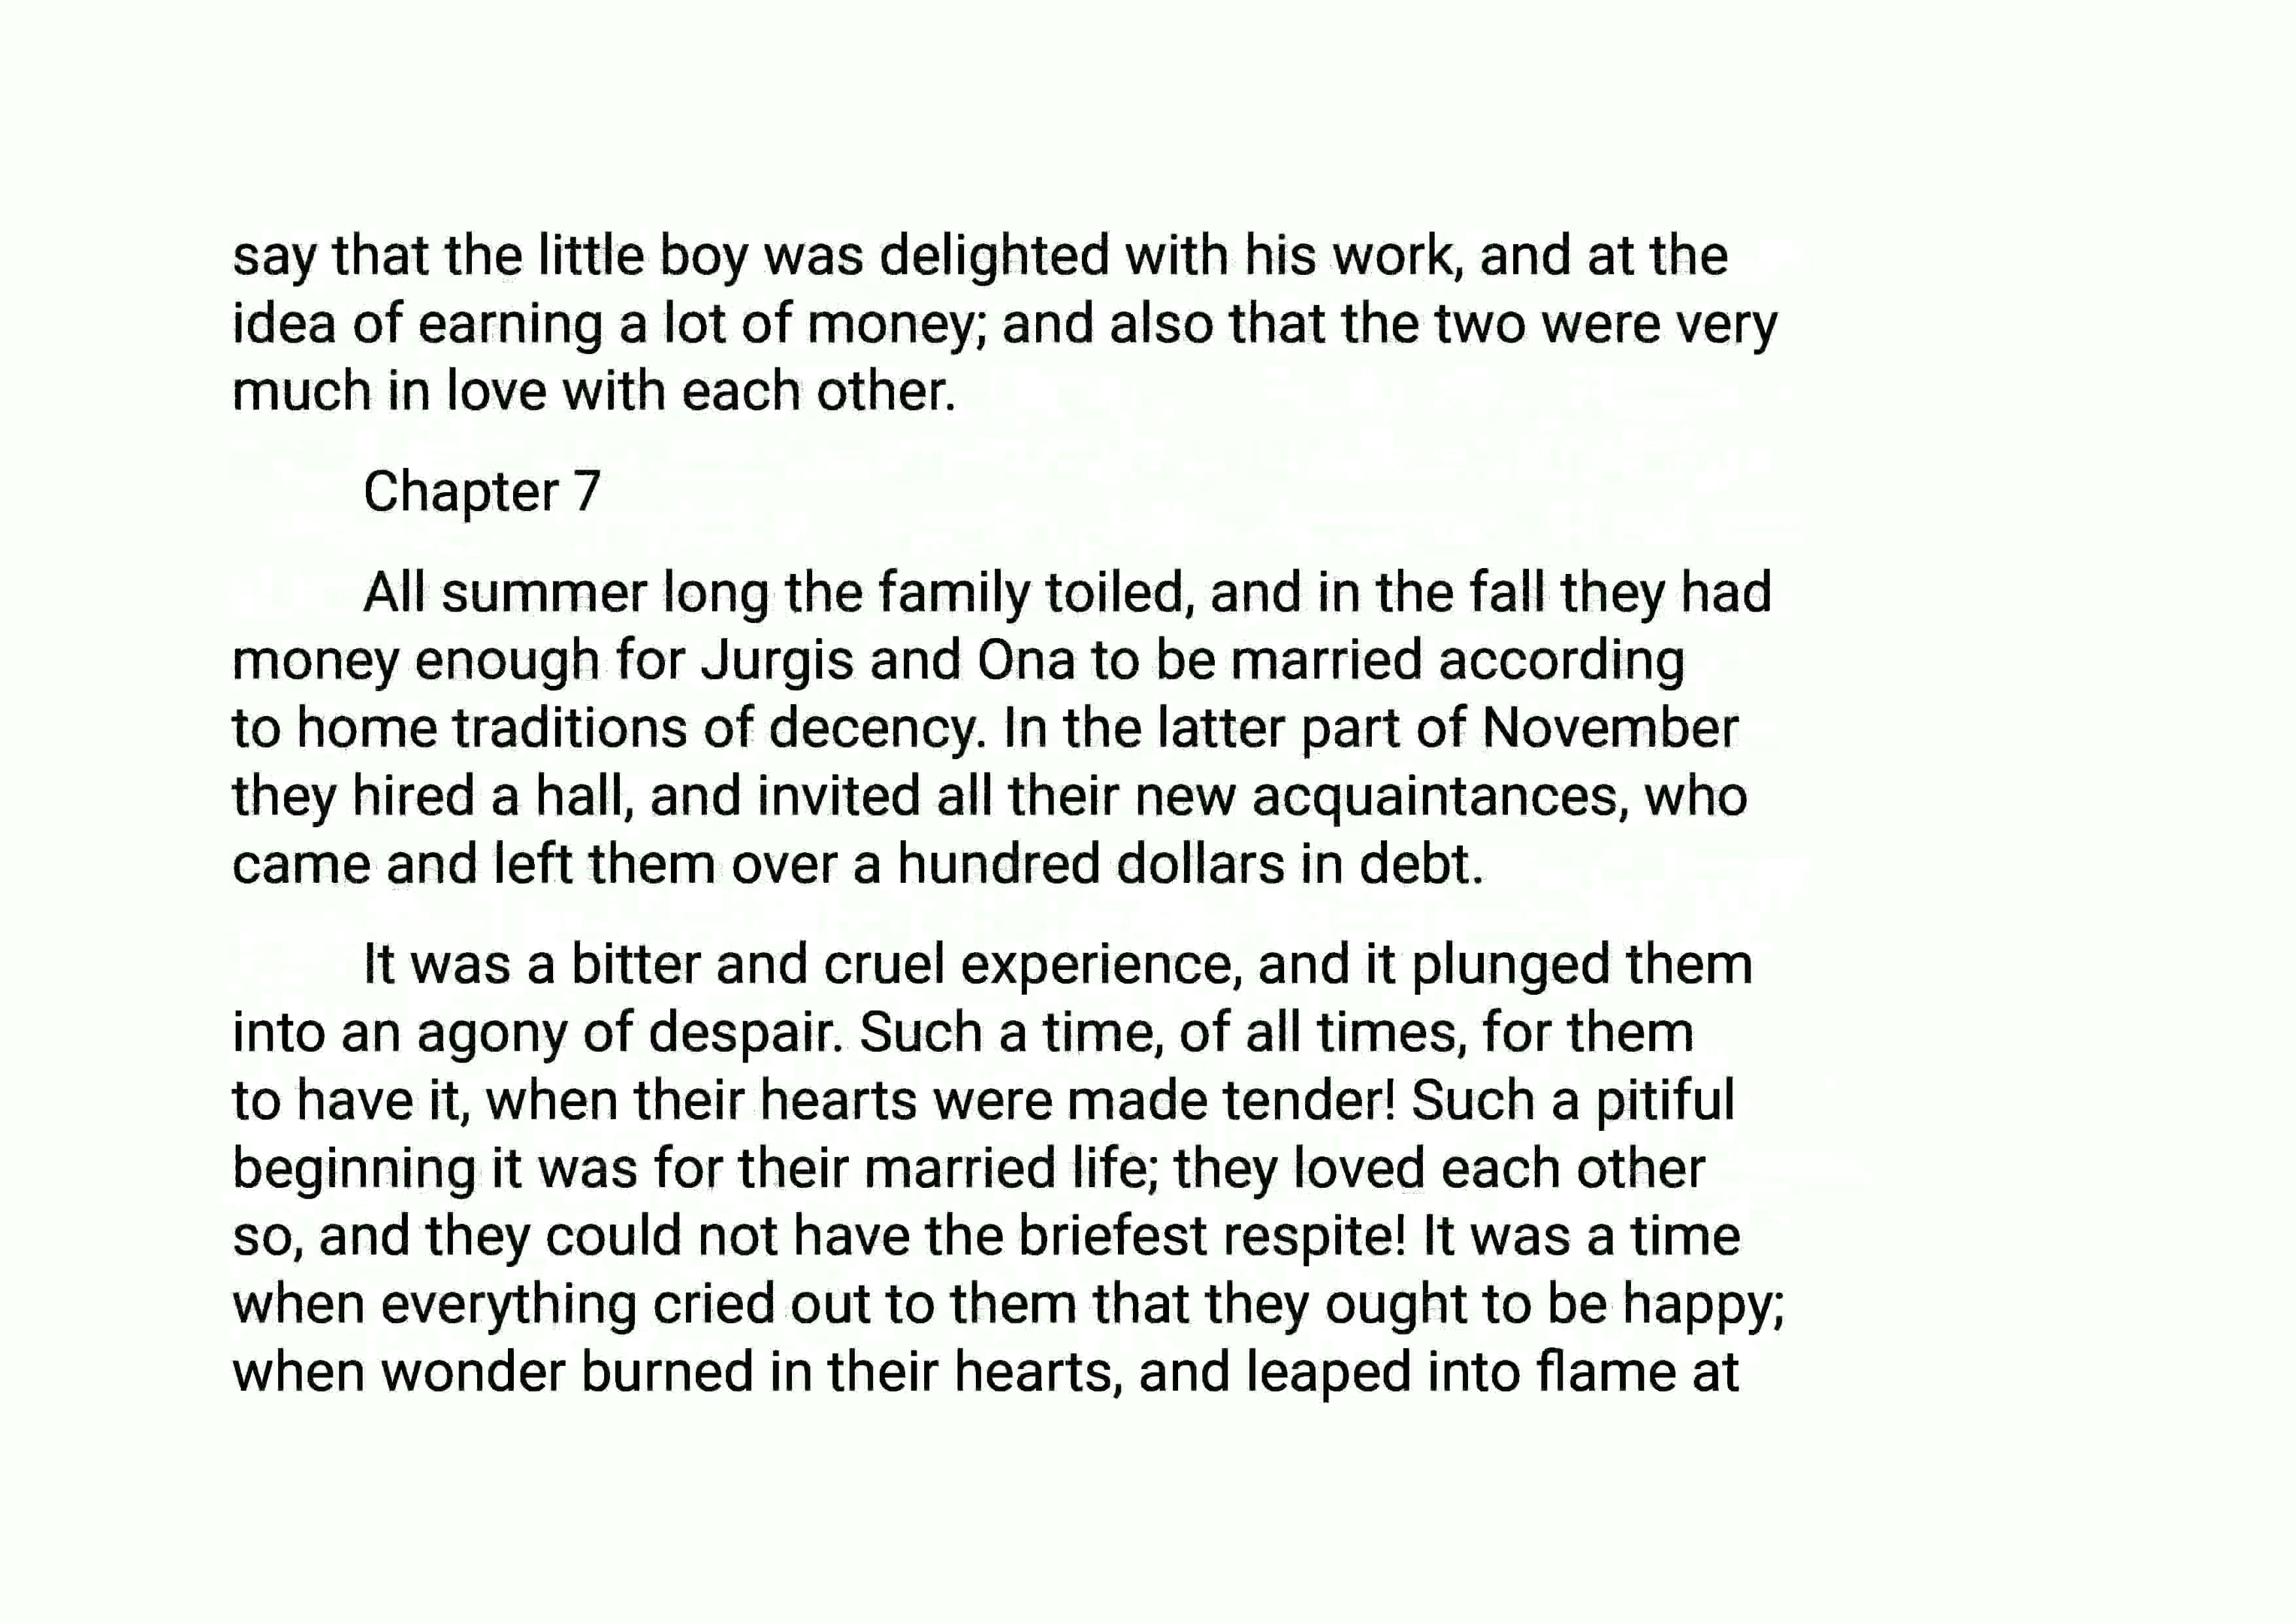 say that the little boy was delighted with his work, and at the
idea of earning a lot of money; and also that the two were very
much in love with each other.
Chapter 7
All summer long the family toiled, and in the fall they had
money enough for Jurgis and Ona to be married according
to home traditions of decency. In the latter part of November
they hired a hall, and invited all their new acquaintances, who
came and left them over a hundred dollars in debt.
It was a bitter and cruel experience, and it plunged them
into an agony of despair. Such a time, of all times, for them
to have it, when their hearts were made tender! Such a pitiful
beginning it was for their married life; they loved each other
so, and they could not have the briefest respite! It was a time
when everything cried out to them that they ought to be happy;
when wonder burned in their hearts, and leaped into flame at